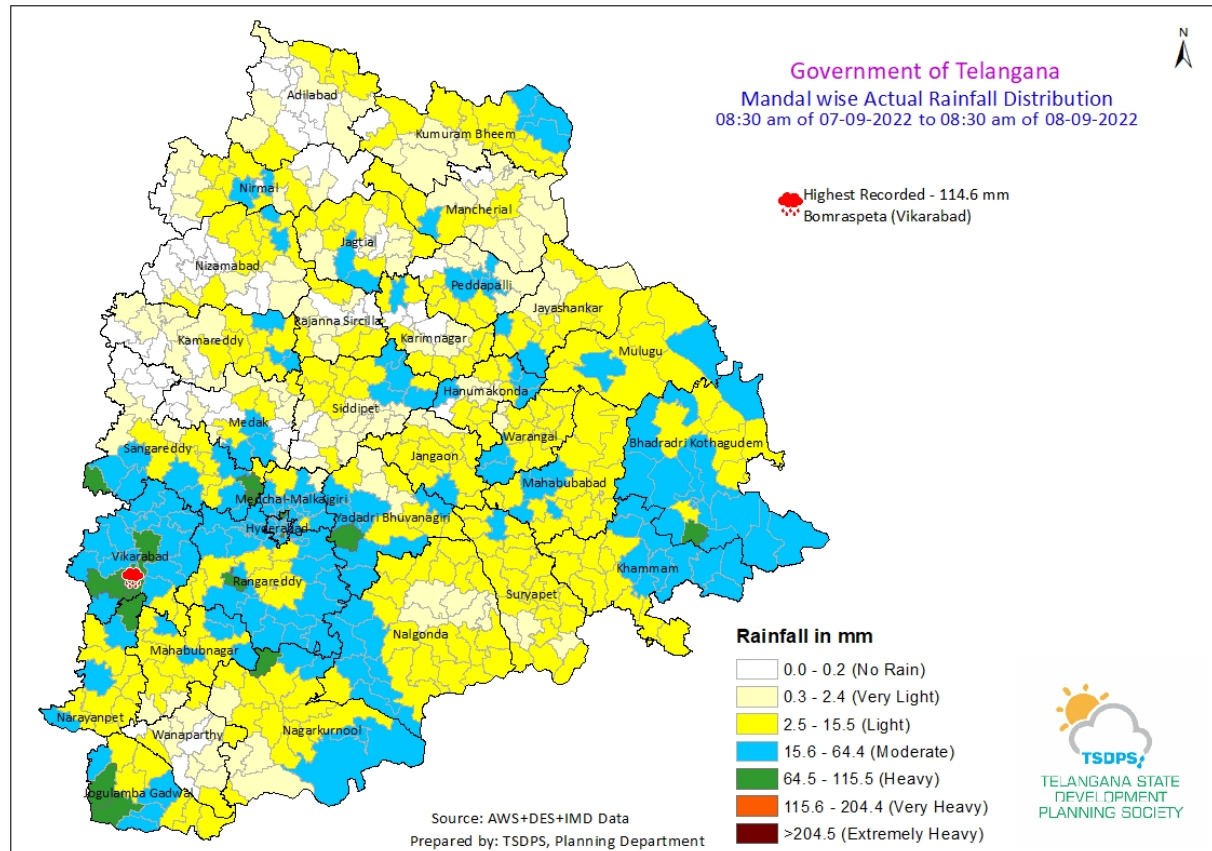 N
Government of Telangana
Mandal wise Actual Rainfall Distribution
08:30 am of 07-09-2022 to 08:30 am of 08-09-2022
Highest Recorded - 114.6 mm
Bomraspeta (Vikarabad)
Adilabad
Kumuram Bheem
Nirmal
Mancherial
Jagtial
Nizamabad
Peddapalli
Jayashankar
Rajanna Sircilla
Karimnagar
Kamareddy
Mulugu
Hanumakonda
Siddipet
Medak
Warangal
Bhadradri Kothagudem
Sangareddy
Jangaon
Mahabubabad
Medchal-Malkajgiri
Yadadri Bhuvanagiri
Hyderabad
Vikarabad
Khammam
Rangareddy
Suryapet
Nalgonda
Mahabubnagar
Narayanpet
Nagarkurnool
Wanaparthy
Jogulamba Gadwal
Rainfall in mm
0.0 - 0.2 (No Rain)
0.3 - 2.4 (Very Light)
2.5 - 15.5 (Light)
15.6 - 64.4 (Moderate)
64.5 - 115.5 (Heavy)
115.6 - 204.4 (Very Heavy)
>204.5 (Extremely Heavy)
TSDPS
TELANGANA STATE
DEVELOPMENT
PLANNING SOCIETY
Source: AWS+DES+IMD Data
Prepared by: TSDPS, Planning Department